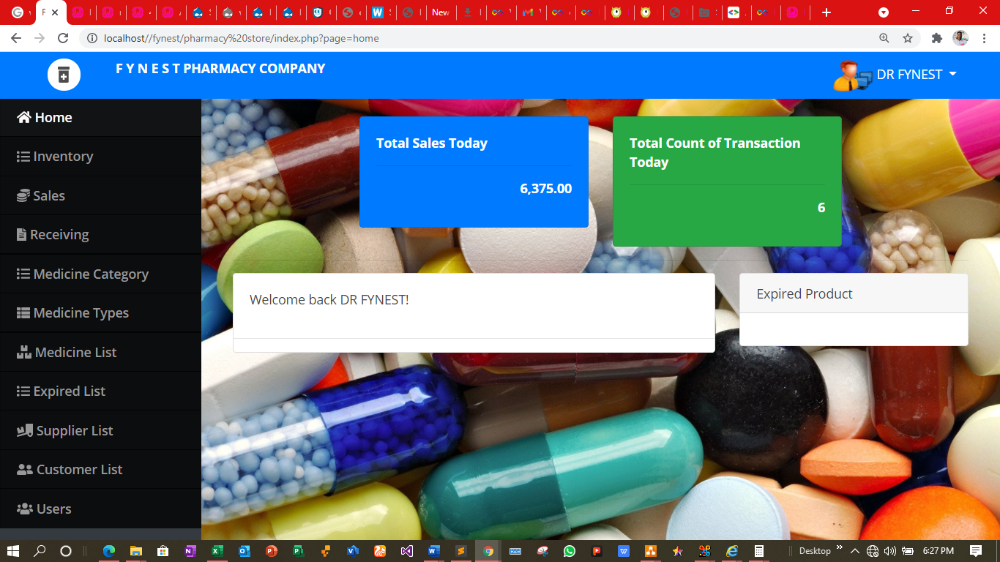 New
localhost//fynest/pharmacy%20store/index.php?page=home
F Y N E S T PHARMACY COMPANY
DR FYNEST
Home
Inventory
Sales
Receiving
Medicine Category
Medicine Types
Medicine List
Expired List
Supplier List
Customer List
Users
Total Sales Today
6,375.00
Total Count of Transaction
Today
6
Welcome back DR FYNEST!
Expired Product
Desktop
6:27 PM